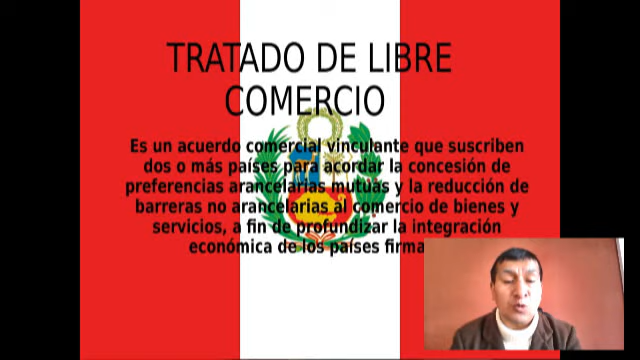 TRATADO DE LIBRE
COMERCIO
Es un acuerdo comercial vinculante que suscriben
dos o más países para acordar la concesión de
preferencias arancelarias mutuas y la reducción de
barreras no arancelarias al comercio de bienes y
servicios, a fin de profundizar la integración
económica de los países